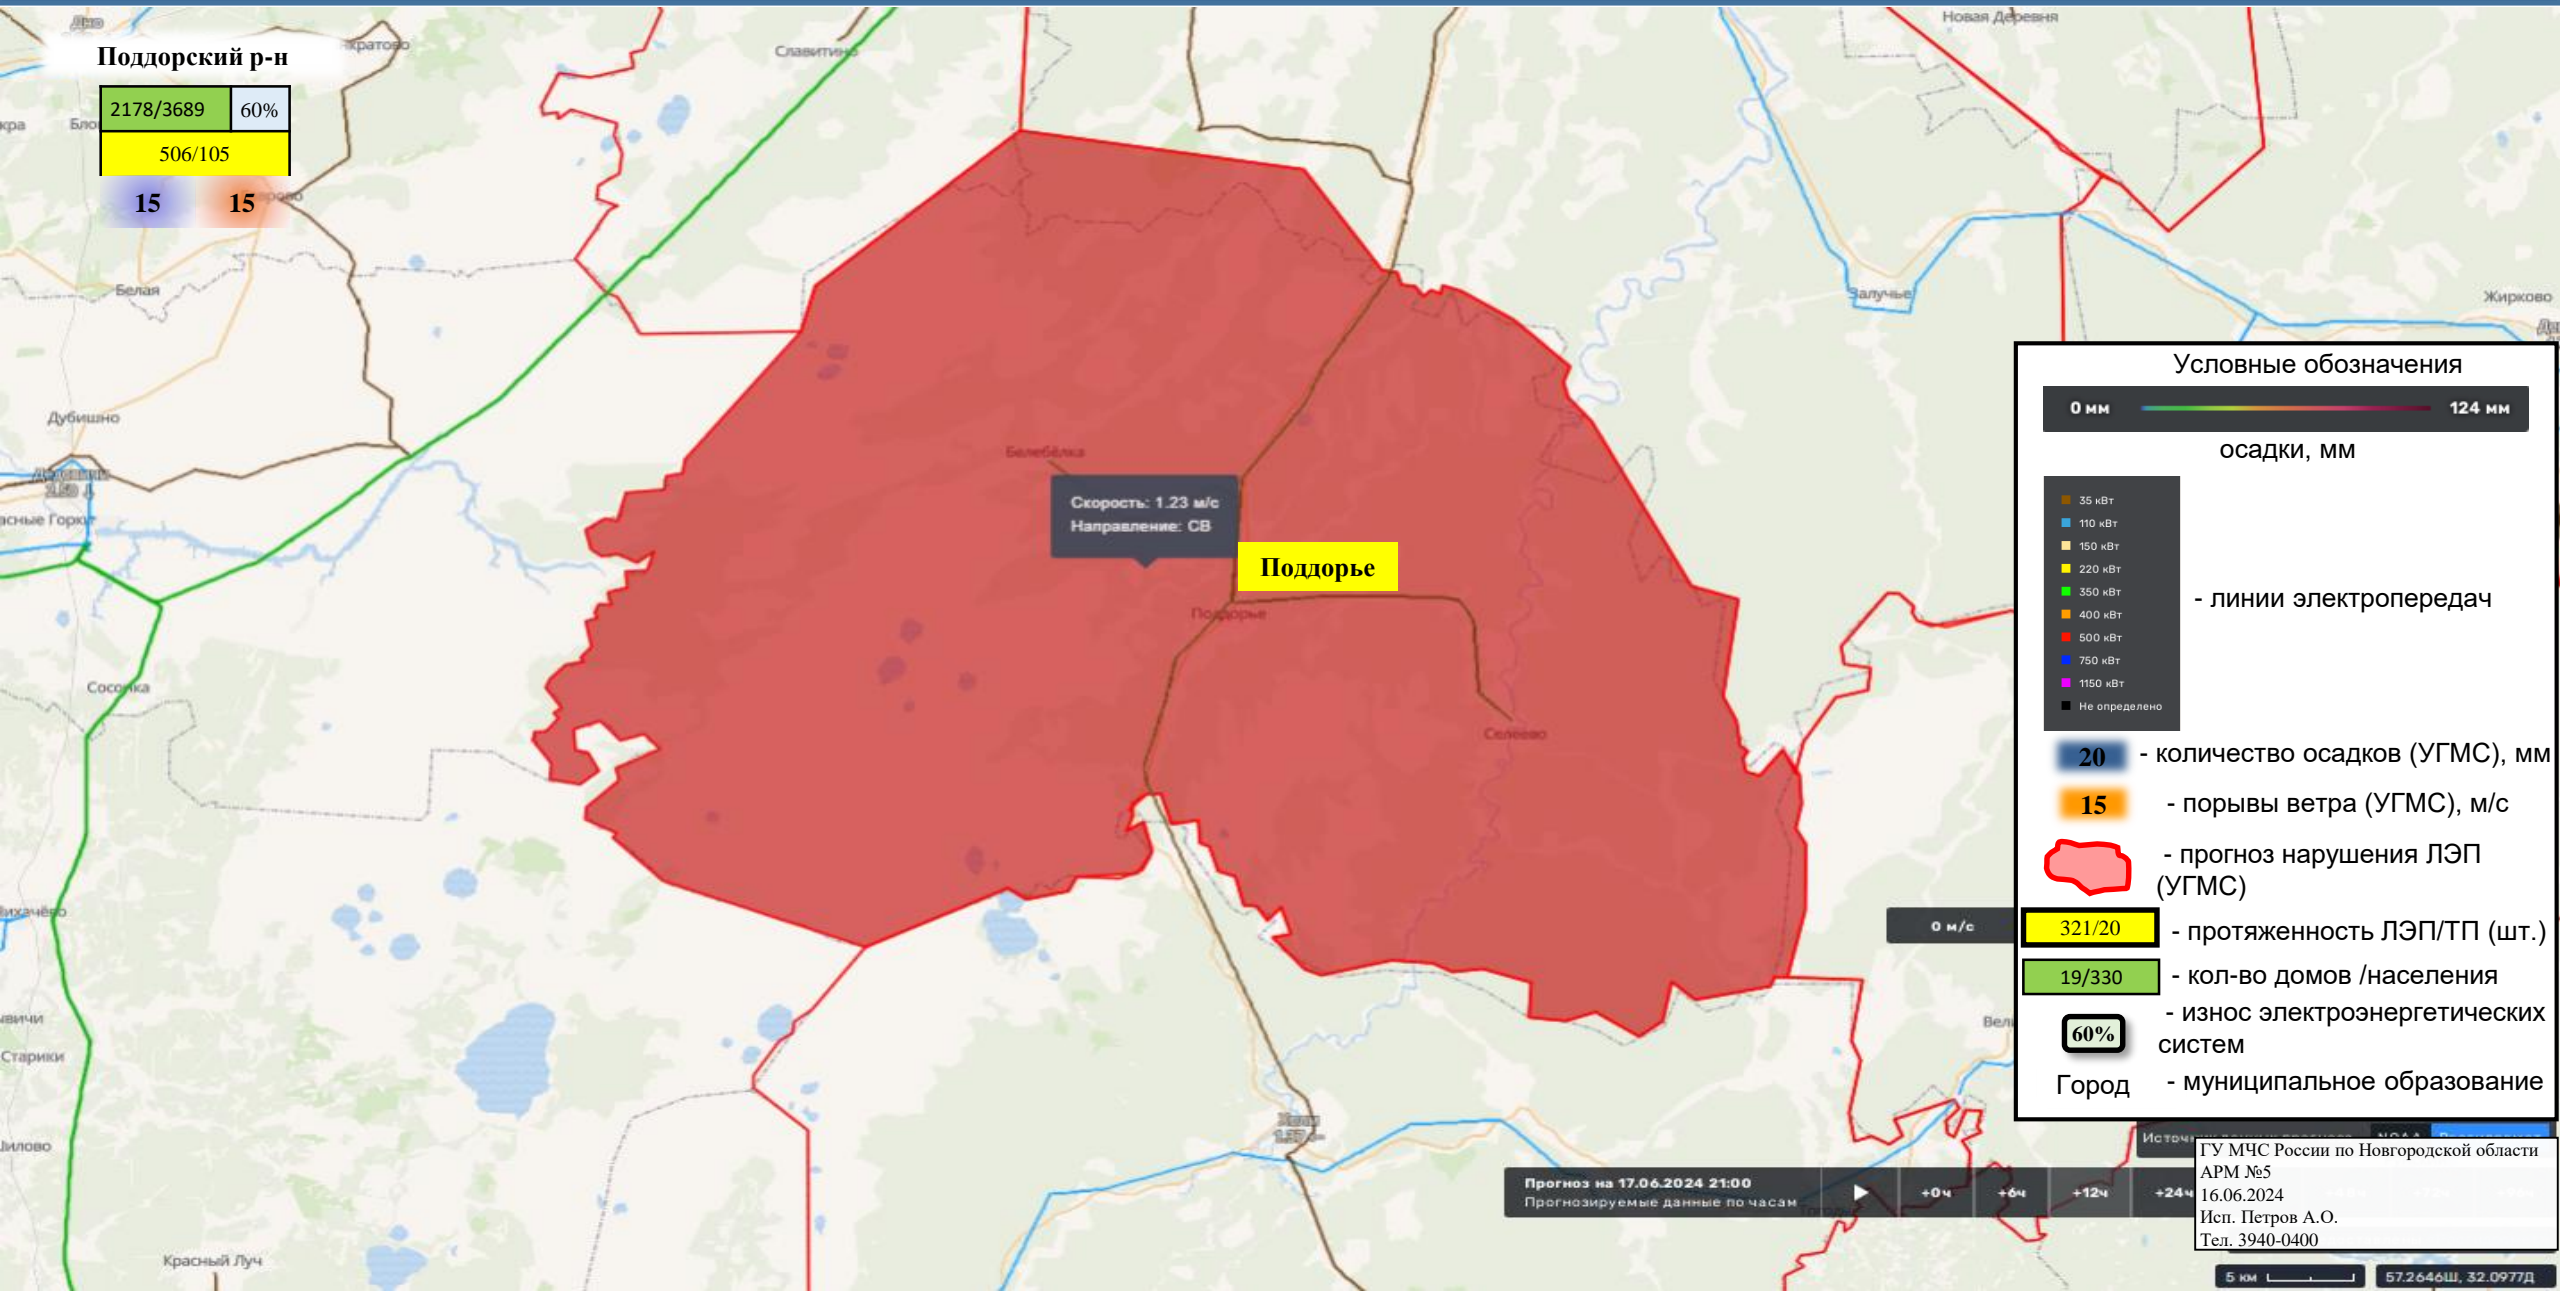 Дно
Новая Деревня
Поддорский р-н
Славитино
2178/3689 60%
506/105
15 15
Белая
Залучье
Жирково
Условные обозначения
0 мм 124 мм
осадки, мм
Дубишно
Белебёлка
Скорость: 1.23 м/с
Направление: СВ
35 кВт
110 кВт
150 кВт
220 кВт
350 кВт
400 кВт
500 кВт
750 кВт
1150 кВт
Не определено
- линии электропередач
Поддорье
Поддорье
Сосонка
Селеево
20 - количество осадков (УГМС), мм
15 - порывы ветра (УГМС), м/с
- прогноз нарушения ЛЭП
(УГМС)
0 м/с
321/20 - протяженность ЛЭП/ТП (шт.)
19/330 - кол-во домов /населения
- износ электроэнергетических
60% систем
Город - муниципальное образование
Старики
Холм
Прогноз на 17.06.2024 21:00
Прогнозируемые данные по часам
+0ч +6ч +12ч +24ч
ГУ МЧС России по Новгородской области
АРМ №5
16.06.2024
Исп. Петров А.О.
Тел. 3940-0400
Красный Луч
5 км 57.2646Ш, 32.0977Д